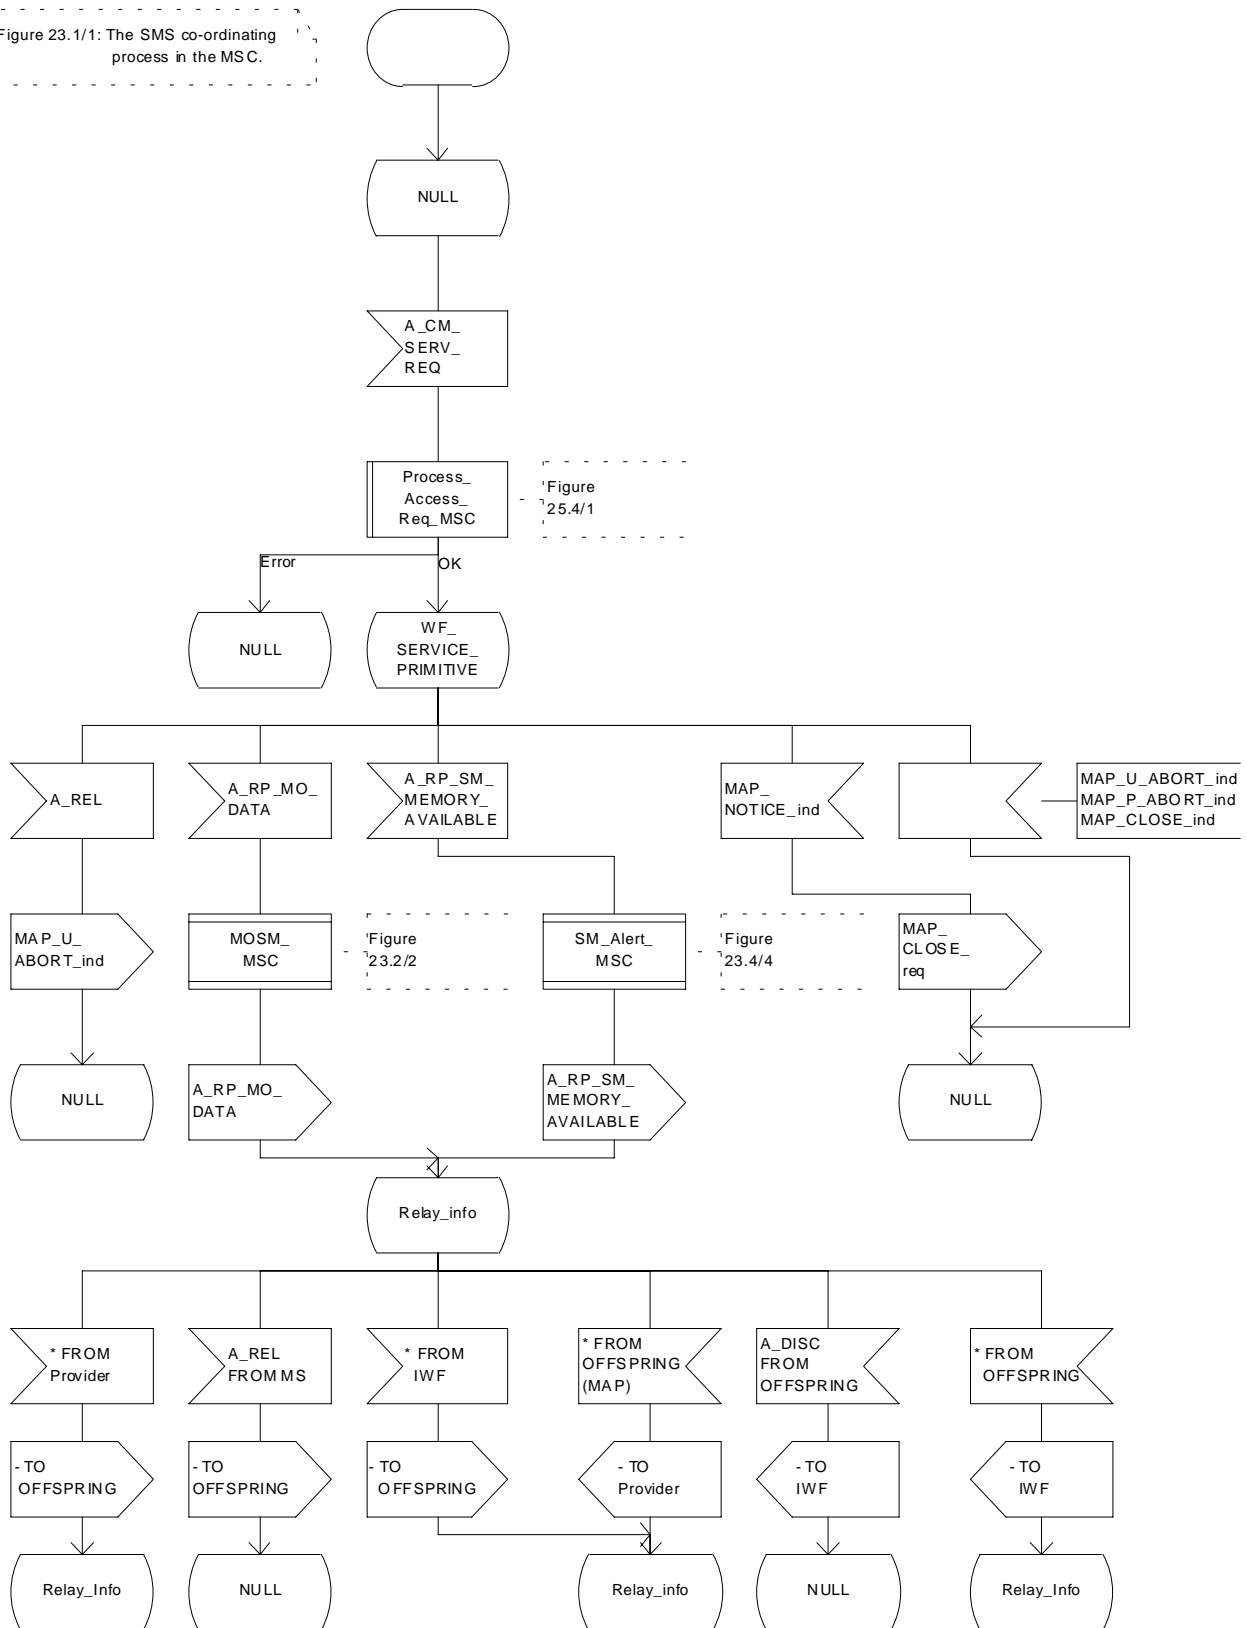 Figure 23.1/1: The SMS co-ordinating
process in the MSC.
NULL
A_CM_
SERV_
REQ
Process_
Access_
Req_MSC
Figure
25.4/1
Error
OK
NULL
WF_
SERVICE_
PRIMITIVE
A_REL
A_RP_MO_
DATA
A_RP_SM_
MEMORY_
AVAILABLE
MAP_
NOTICE_ind
MAP_U_ABORT_ind
MAP_P_ABORT_ind
MAP_CLOSE_ind
MAP_U_
ABORT_ind
MOSM_
MSC
Figure
23.2/2
SM_Alert_
MSC
Figure
23.4/4
MAP_
CLOSE_
req
NULL
A_RP_MO_
DATA
A_RP_SM_
MEMORY_
AVAILABLE
NULL
Relay_info
* FROM
Provider
A_REL
FROM MS
* FROM
IWF
* FROM
OFFSPRING
(MAP)
A_DISC
FROM
OFFSPRING
* FROM
OFFSPRING
- TO
OFFSPRING
- TO
OFFSPRING
- TO
OFFSPRING
- TO
Provider
- TO
IWF
- TO
IWF
Relay_Info
NULL
Relay_info
NULL
Relay_Info